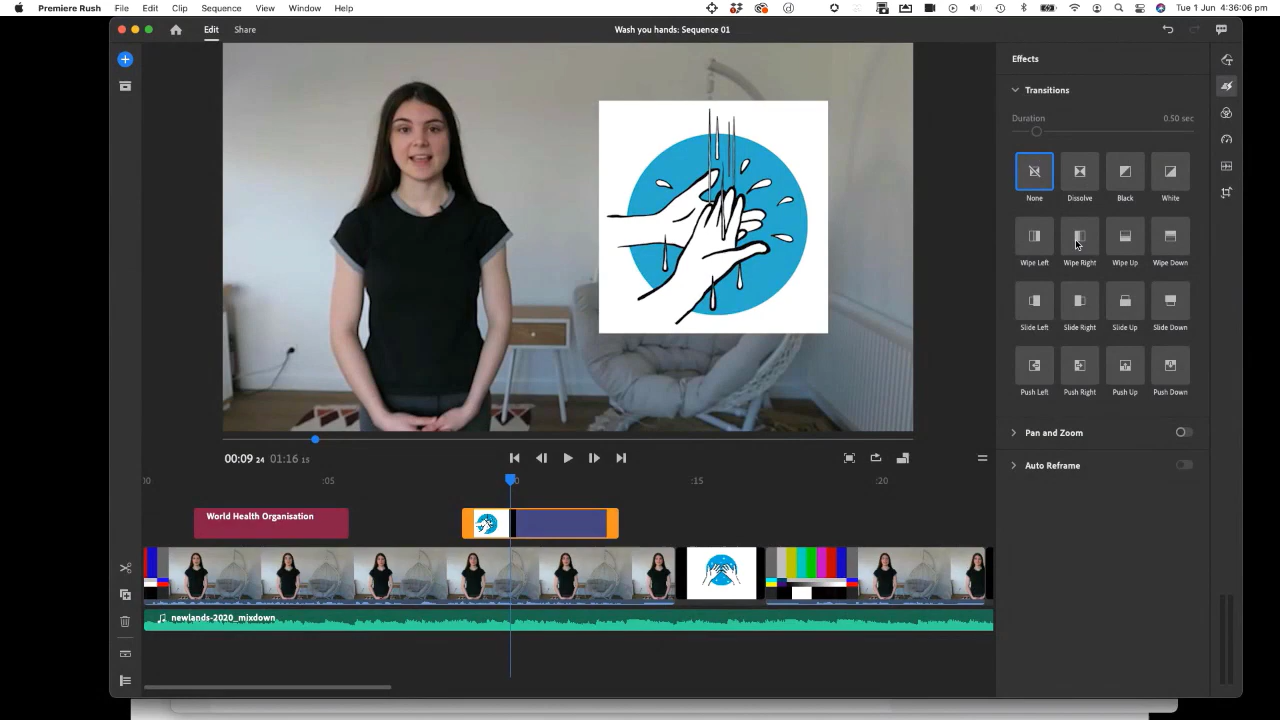 Premiere Rush File Edit Clip Sequence View Window Help Tue 1 Jun 4:36:06 pm
Edit Share Wash you hands: Sequence 01
Effects
Transitions
Duration 0.50 sec
None Dissolve Black White
Wipe Left Wipe Right Wipe Up Wipe Down
Slide Left Slide Right Slide Up Slide Down
Push Left Push Right Push Up Push Down
Pan and Zoom
Auto Reframe
00:09 24 01:16 15
:00 :05 :10 :15 :20
World Health Organisation
newlands-2020_mixdown